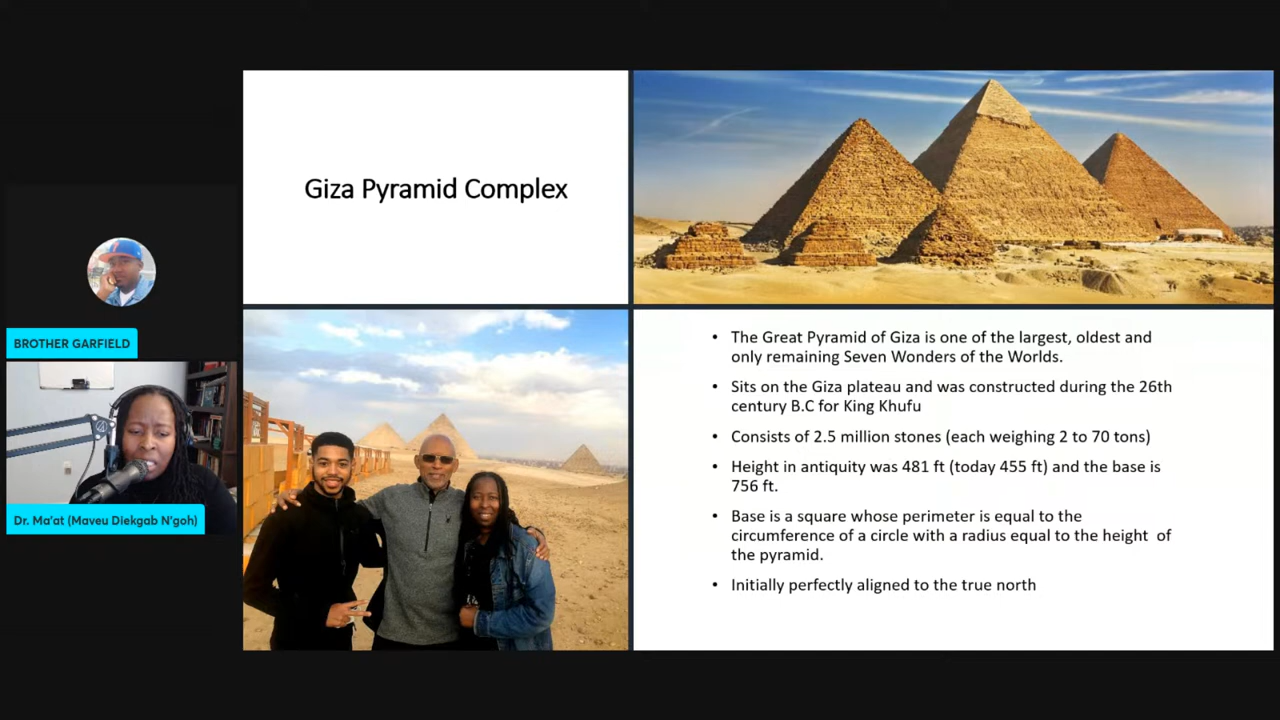 BROTHER GARFIELD
Dr. Ma'at (Maveu Diekgab N'goh)
Giza Pyramid Complex
• The Great Pyramid of Giza is one of the largest, oldest and
only remaining Seven Wonders of the Worlds.
• Sits on the Giza plateau and was constructed during the 26th
century B.C for King Khufu
• Consists of 2.5 million stones (each weighing 2 to 70 tons)
• Height in antiquity was 481 ft (today 455 ft) and the base is
756 ft.
• Base is a square whose perimeter is equal to the
circumference of a circle with a radius equal to the height  of
the pyramid.
• Initially perfectly aligned to the true north